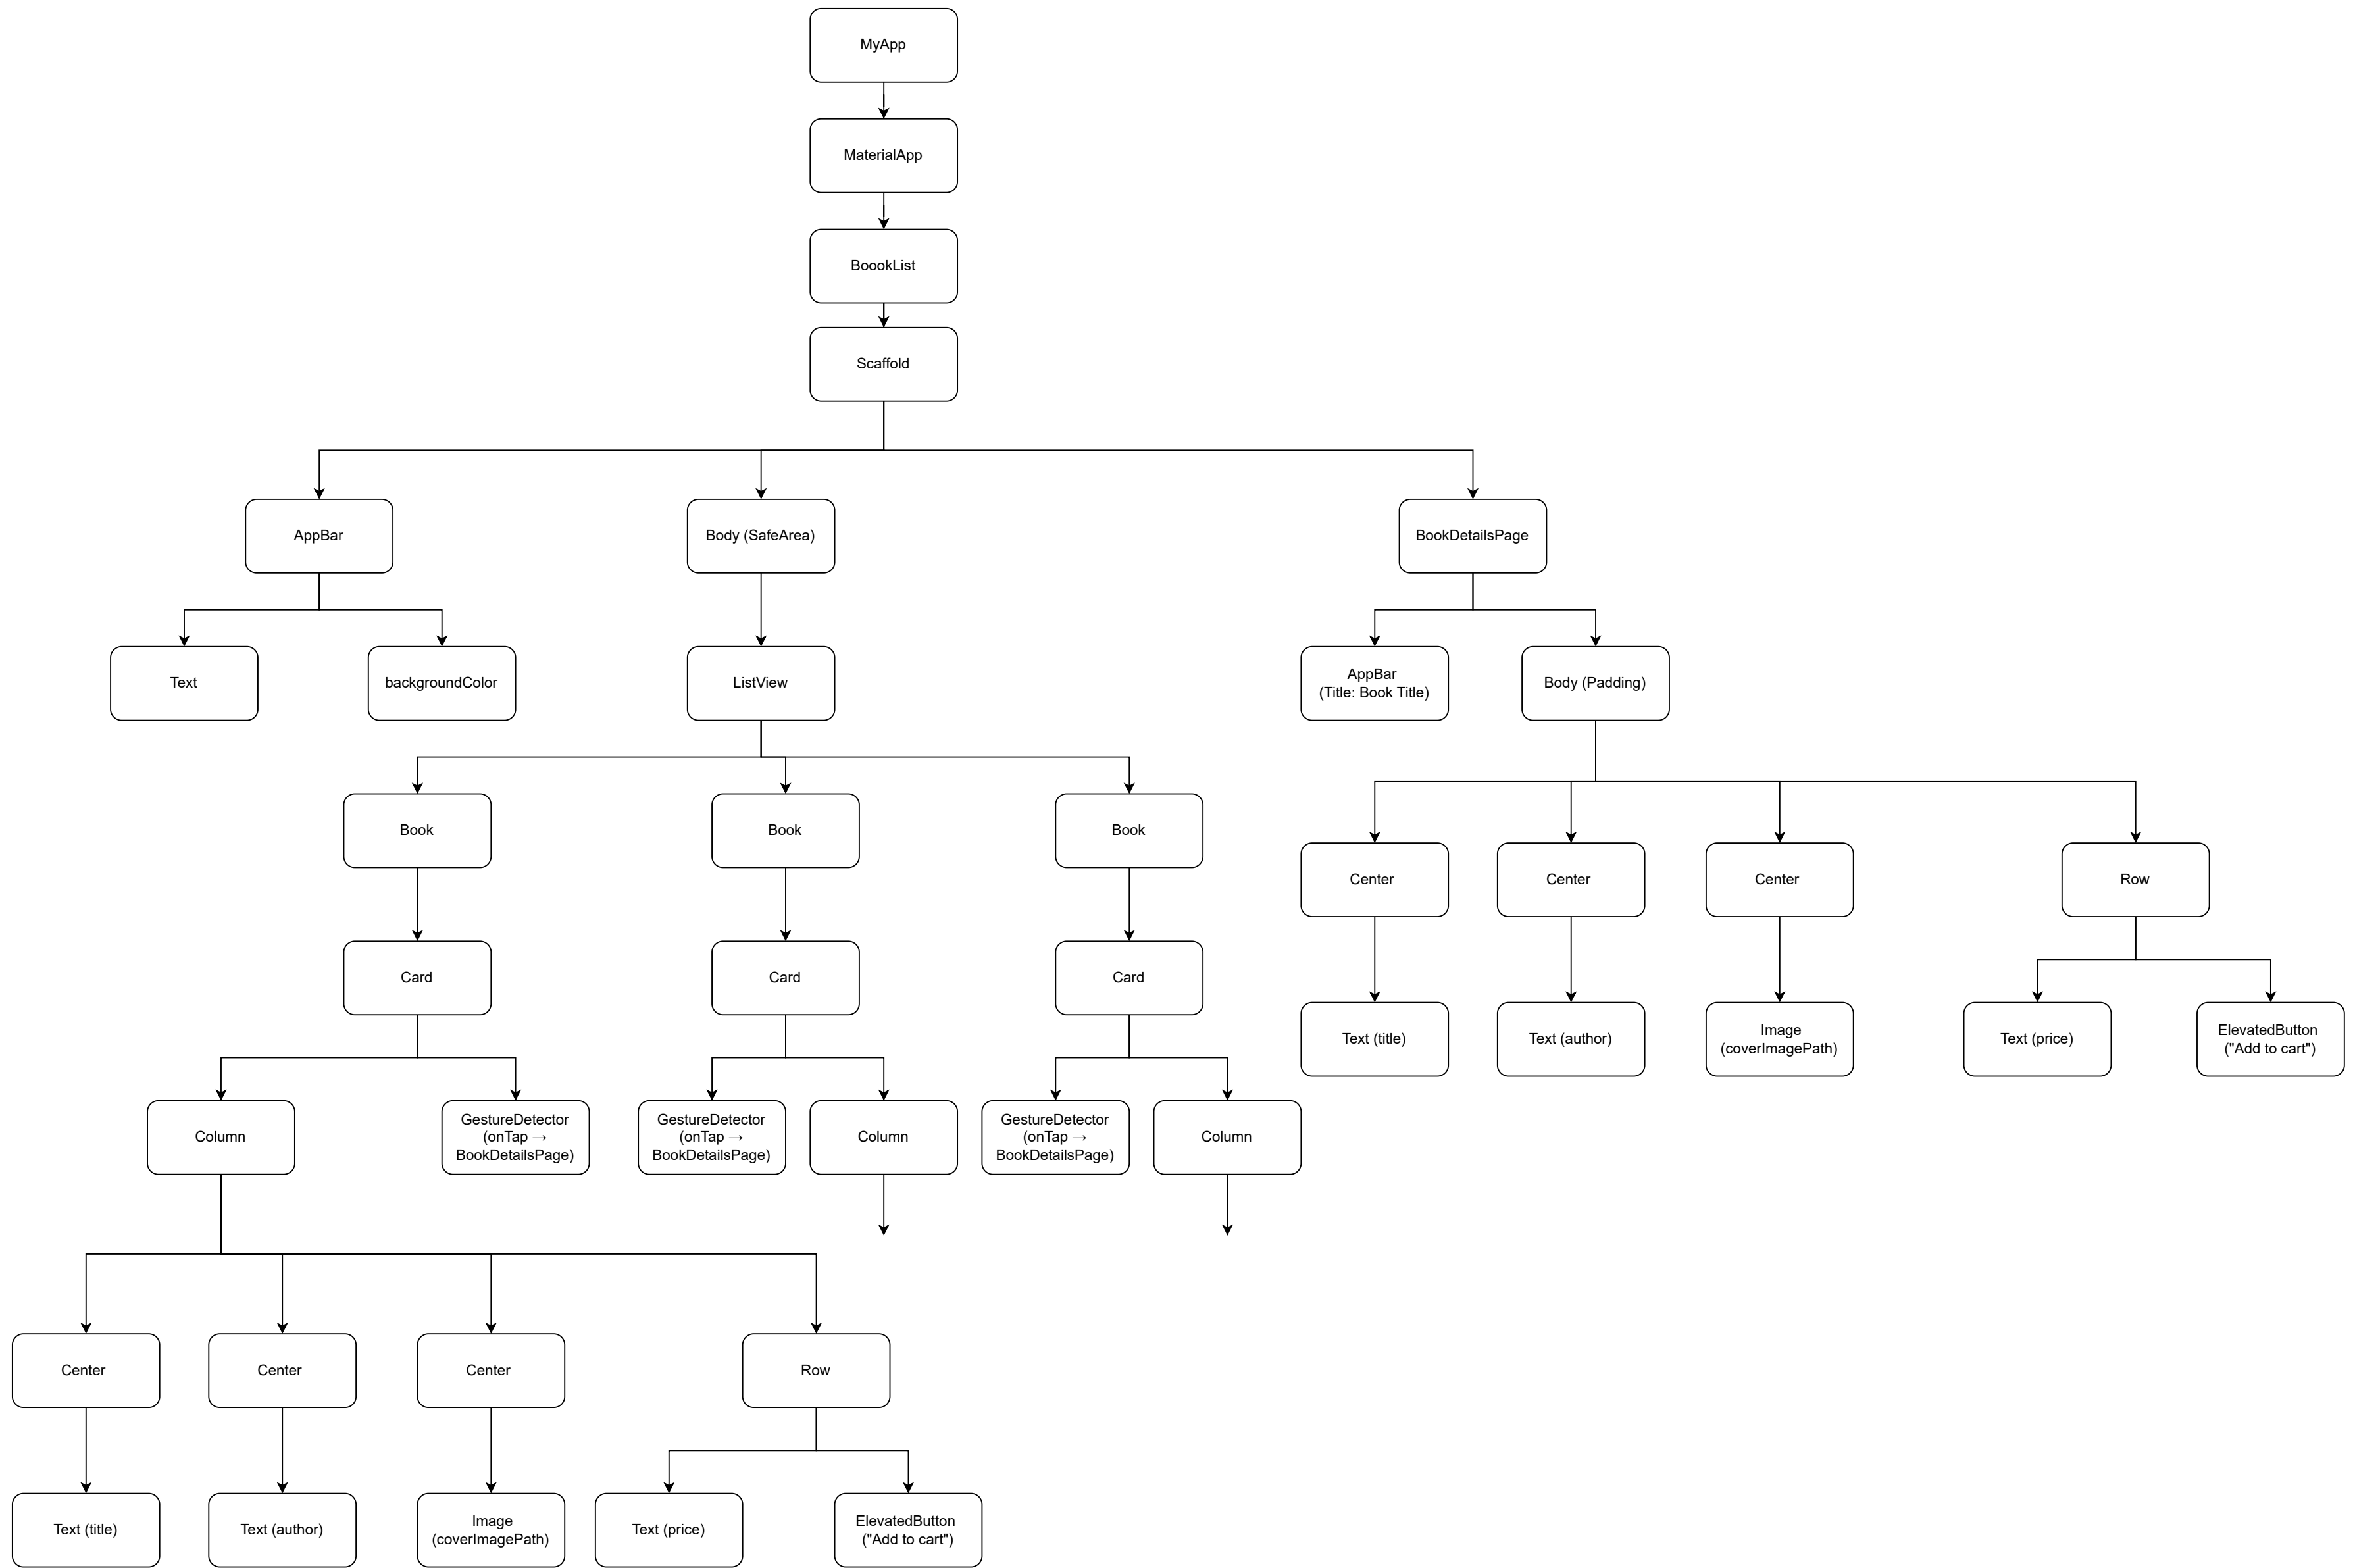 MyApp
MaterialApp
BoookList
Scaffold
AppBar
Body (SafeArea)
BookDetailsPage
Text
backgroundColor
ListView
AppBar
(Title: Book Title)
Body (Padding)
Book
Book
Book
Center
Center
Center
Row
Card
Card
Card
Text (title)
Text (author)
Image
(coverImagePath)
Text (price)
ElevatedButton
("Add to cart")
Column
GestureDetector
(onTap →
BookDetailsPage)
GestureDetector
(onTap →
BookDetailsPage)
Column
GestureDetector
(onTap →
BookDetailsPage)
Column
Center
Center
Center
Row
Text (title)
Text (author)
Image
(coverImagePath)
Text (price)
ElevatedButton
("Add to cart")